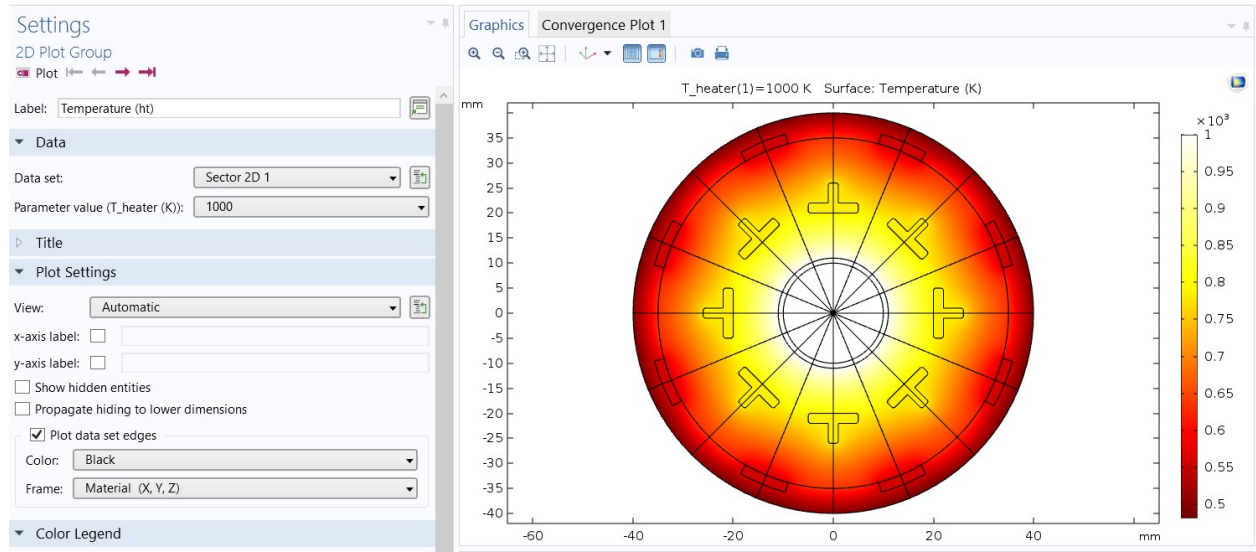 Settings
2D Plot Group
Plot
Label: Temperature (ht)
Data
Data set: Sector 2D 1
Parameter value (T_heater (K)): 1000
Title
Plot Settings
View: Automatic
x-axis label:
y-axis label:
Show hidden entities
Propagate hiding to lower dimensions
Plot data set edges
Color: Black
Frame: Material (X, Y, Z)
Color Legend
Graphics Convergence Plot 1
T_heater(1)=1000 K Surface: Temperature (K)
mm
35
30
25
20
15
10
5
0
-5
-10
-15
-20
-25
-30
-35
-40
-60 -40 -20 0 20 40 mm
×10³
1
0.95
0.9
0.85
0.8
0.75
0.7
0.65
0.6
0.55
0.5